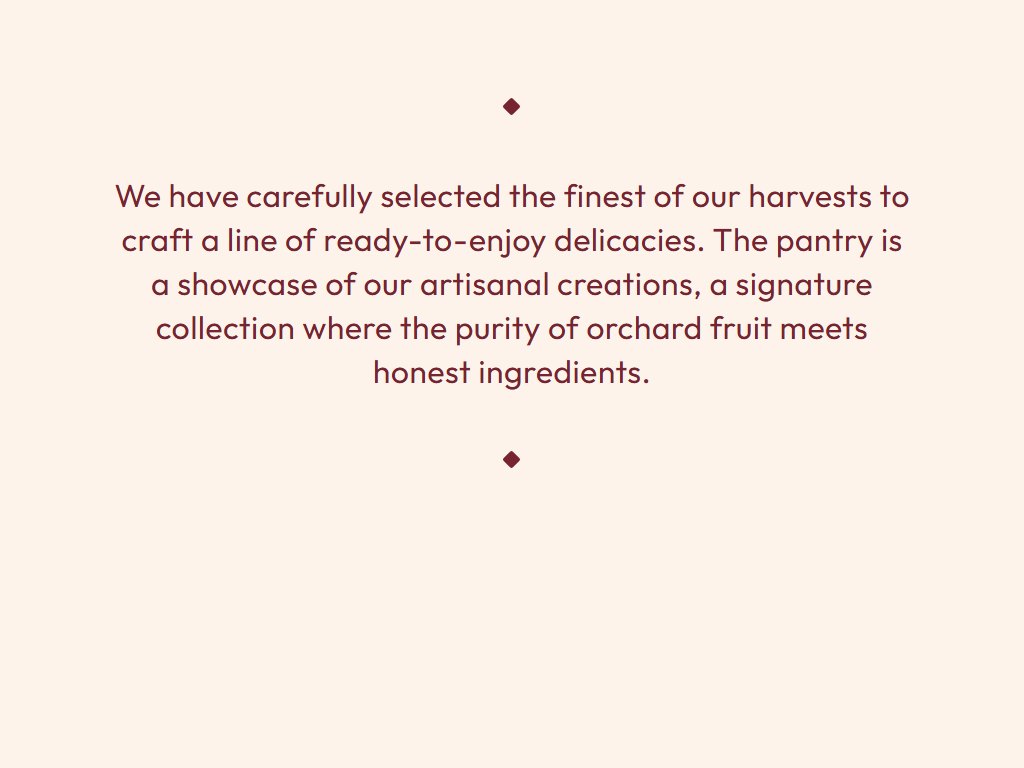 We have carefully selected the finest of our harvests to
craft a line of ready-to-enjoy delicacies. The pantry is
a showcase of our artisanal creations, a signature
collection where the purity of orchard fruit meets
honest ingredients.